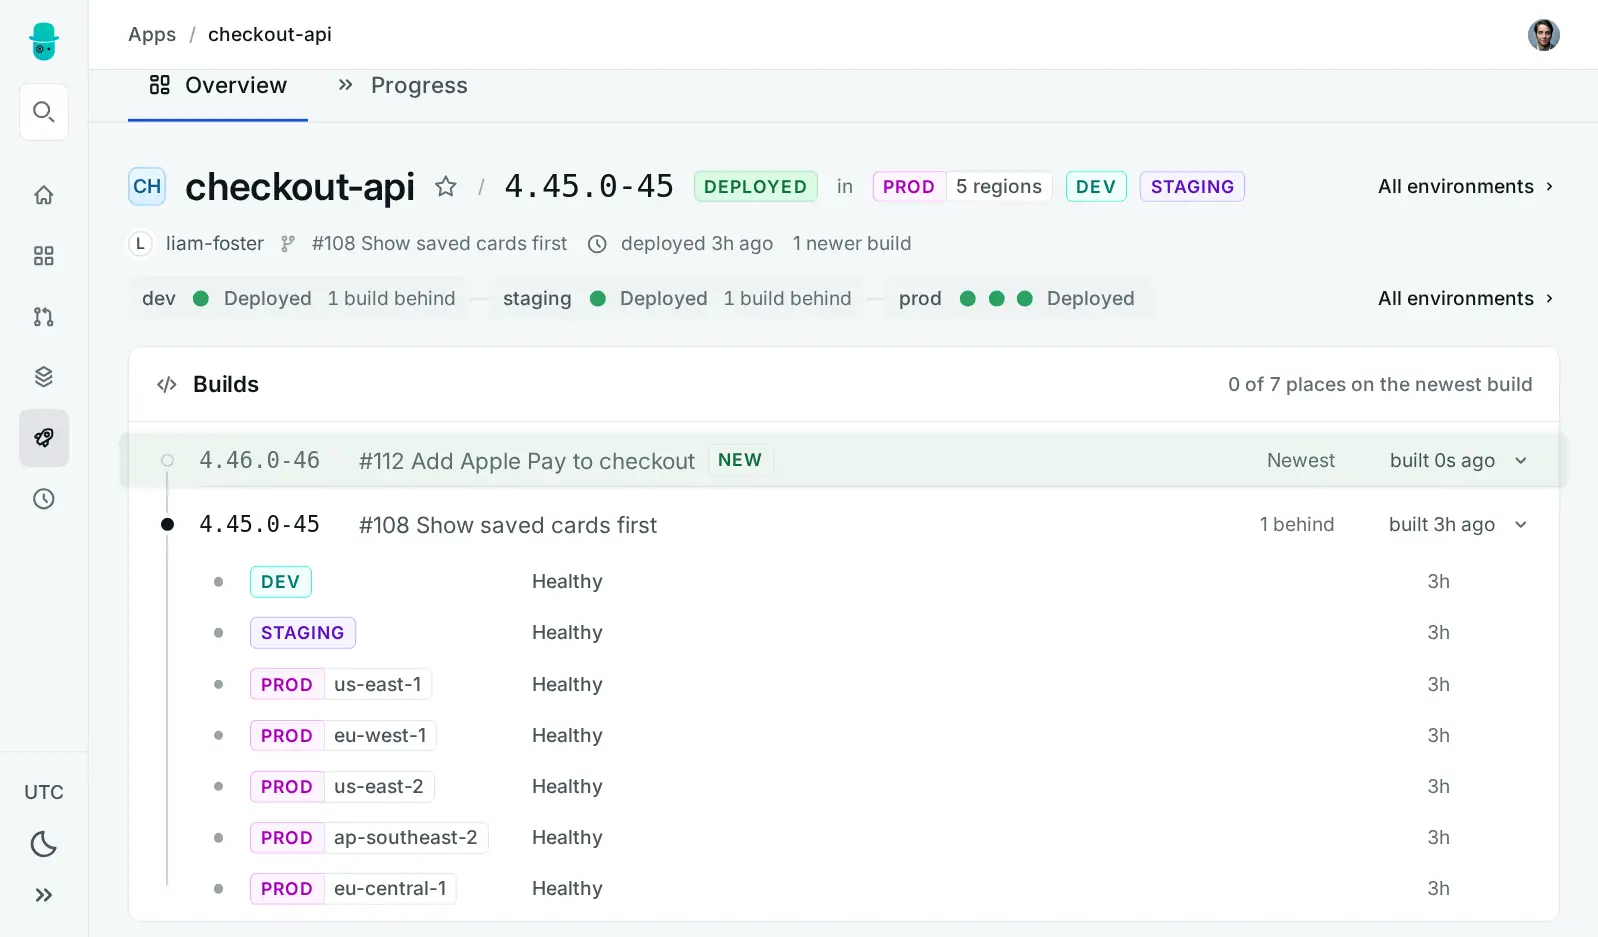 Apps / checkout-api
Overview
Progress
CH checkout-api / 4.45.0-45 DEPLOYED in PROD 5 regions DEV STAGING All environments
L liam-foster #108 Show saved cards first deployed 3h ago 1 newer build
dev Deployed 1 build behind staging Deployed 1 build behind prod Deployed All environments
Builds 0 of 7 places on the newest build
4.46.0-46 #112 Add Apple Pay to checkout NEW Newest built 0s ago
4.45.0-45 #108 Show saved cards first 1 behind built 3h ago
DEV Healthy 3h
STAGING Healthy 3h
PROD us-east-1 Healthy 3h
PROD eu-west-1 Healthy 3h
PROD us-east-2 Healthy 3h
PROD ap-southeast-2 Healthy 3h
PROD eu-central-1 Healthy 3h
UTC